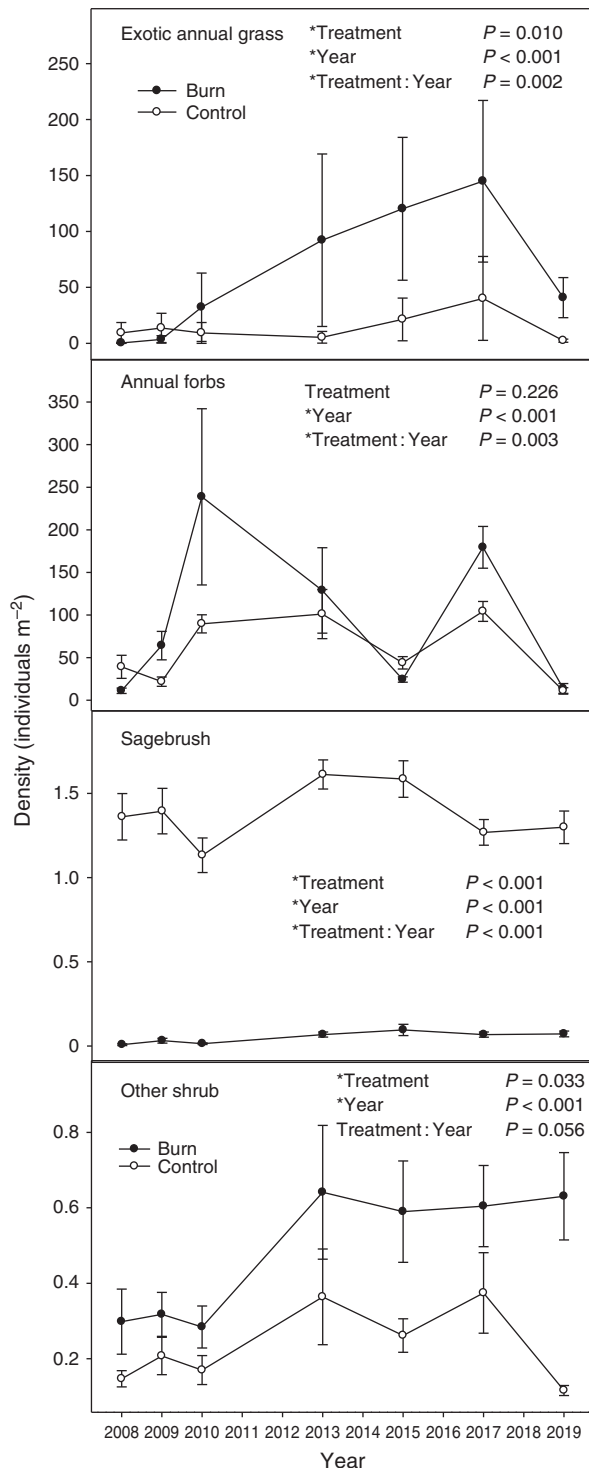 Exotic annual grass
*Treatment P = 0.010
*Year P < 0.001
*Treatment : Year P = 0.002
Burn
Control
250
200
150
100
50
0
Annual forbs
Treatment P = 0.226
*Year P < 0.001
*Treatment : Year P = 0.003
350
300
250
200
150
100
50
0
Density (individuals m⁻²)
Sagebrush
1.5
1.0
0.5
0
*Treatment P < 0.001
*Year P < 0.001
*Treatment : Year P < 0.001
Other shrub
*Treatment P = 0.033
*Year P < 0.001
Treatment : Year P = 0.056
Burn
Control
0.8
0.6
0.4
0.2
2008 2009 2010 2011 2012 2013 2014 2015 2016 2017 2018 2019
Year